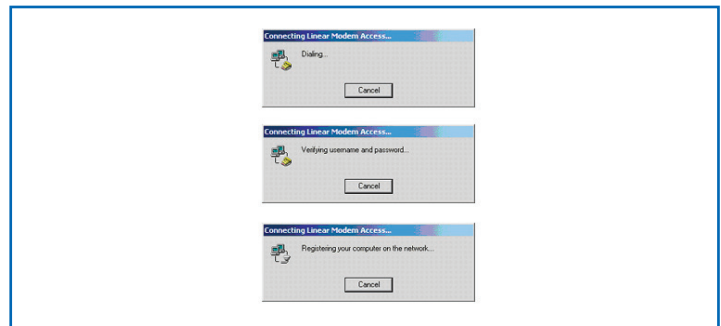 Connecting Linear Modem Access...
Dialing...
Cancel
Connecting Linear Modem Access...
Verifying username and password...
Cancel
Connecting Linear Modem Access...
Registering your computer on the network...
Cancel